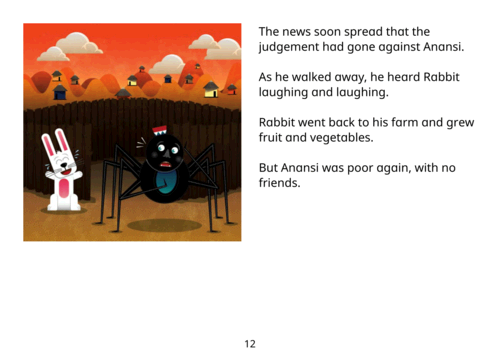 The news soon spread that the
judgement had gone against Anansi.
As he walked away, he heard Rabbit
laughing and laughing.
Rabbit went back to his farm and grew
fruit and vegetables.
But Anansi was poor again, with no
friends.
12